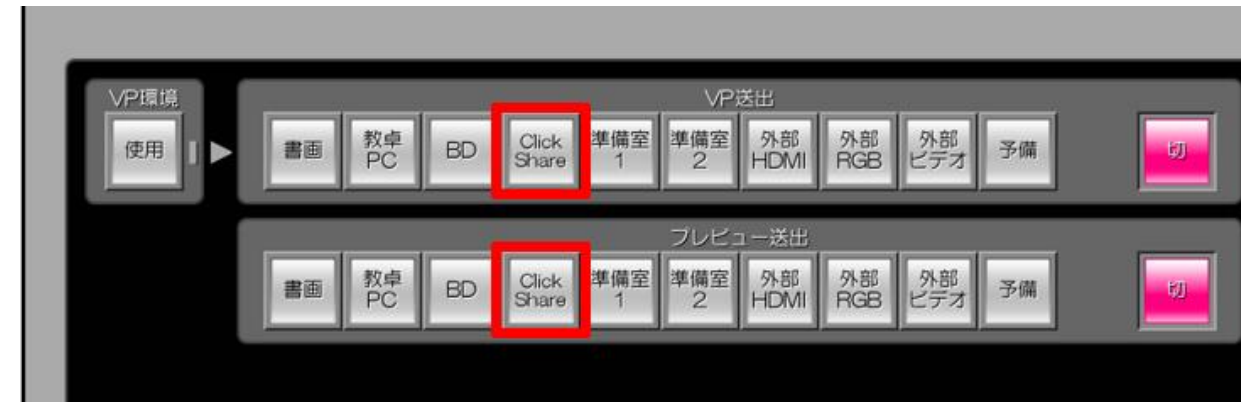 VP環境
使用
VP送出
書画
教卓
PC
BD
Click
Share
準備室
1
準備室
2
外部
HDMI
外部
RGB
外部
ビデオ
予備
切
プレビュー送出
書画
教卓
PC
BD
Click
Share
準備室
1
準備室
2
外部
HDMI
外部
RGB
外部
ビデオ
予備
切